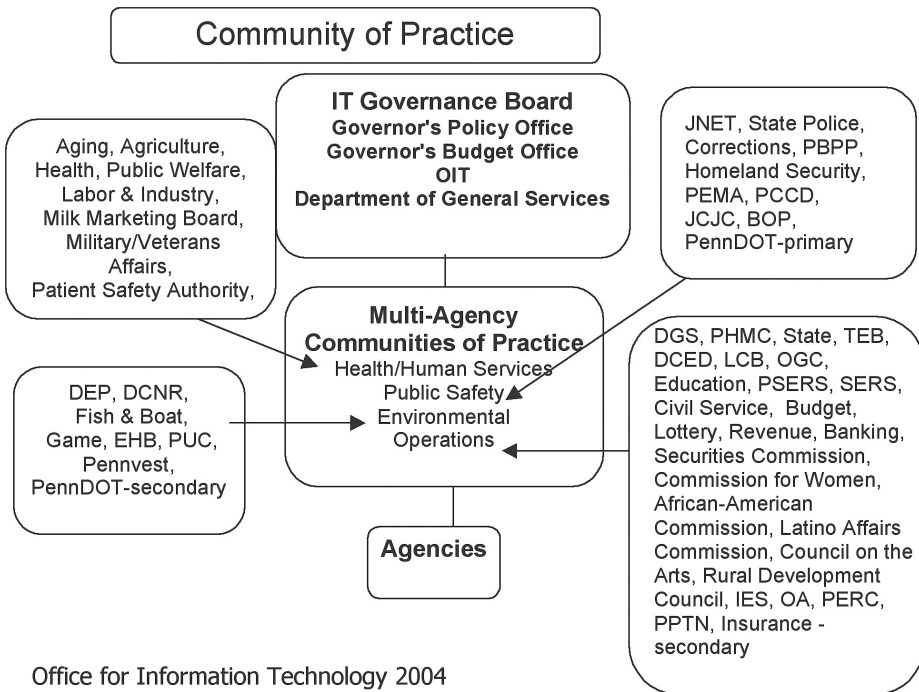 Community of Practice
IT Governance Board
Governor's Policy Office
Governor's Budget Office
OIT
Department of General Services
Aging, Agriculture,
Health, Public Welfare,
Labor & Industry,
Milk Marketing Board,
Military/Veterans
Affairs,
Patient Safety Authority,
JNET, State Police,
Corrections, PBPP,
Homeland Security,
PEMA, PCCD,
JCJC, BOP,
PennDOT-primary
Multi-Agency
Communities of Practice
Health/Human Services
Public Safety
Environmental
Operations
DEP, DCNR,
Fish & Boat,
Game, EHB, PUC,
Pennvest,
PennDOT-secondary
DGS, PHMC, State, TEB,
DCED, LCB, OGC,
Education, PSERS, SERS,
Civil Service, Budget,
Lottery, Revenue, Banking,
Securities Commission,
Commission for Women,
African-American
Commission, Latino Affairs
Commission, Council on the
Arts, Rural Development
Council, IES, OA, PERC,
PPTN, Insurance -
secondary
Agencies
Office for Information Technology 2004